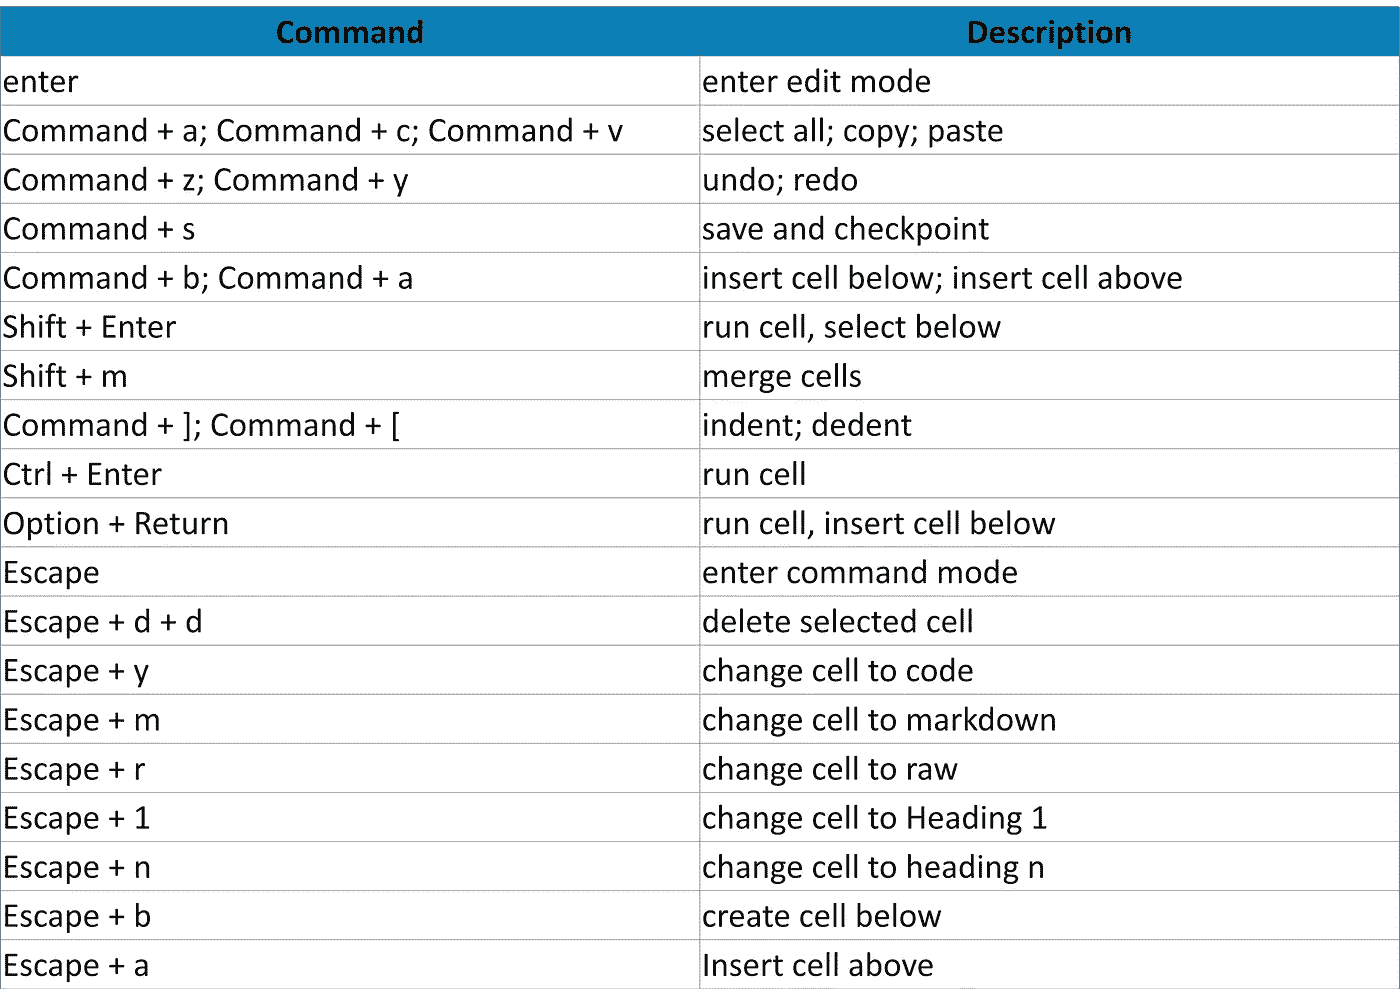 Command Description
enter enter edit mode
Command + a; Command + c; Command + v select all; copy; paste
Command + z; Command + y undo; redo
Command + s save and checkpoint
Command + b; Command + a insert cell below; insert cell above
Shift + Enter run cell, select below
Shift + m merge cells
Command + ]; Command + [ indent; dedent
Ctrl + Enter run cell
Option + Return run cell, insert cell below
Escape enter command mode
Escape + d + d delete selected cell
Escape + y change cell to code
Escape + m change cell to markdown
Escape + r change cell to raw
Escape + 1 change cell to Heading 1
Escape + n change cell to heading n
Escape + b create cell below
Escape + a Insert cell above